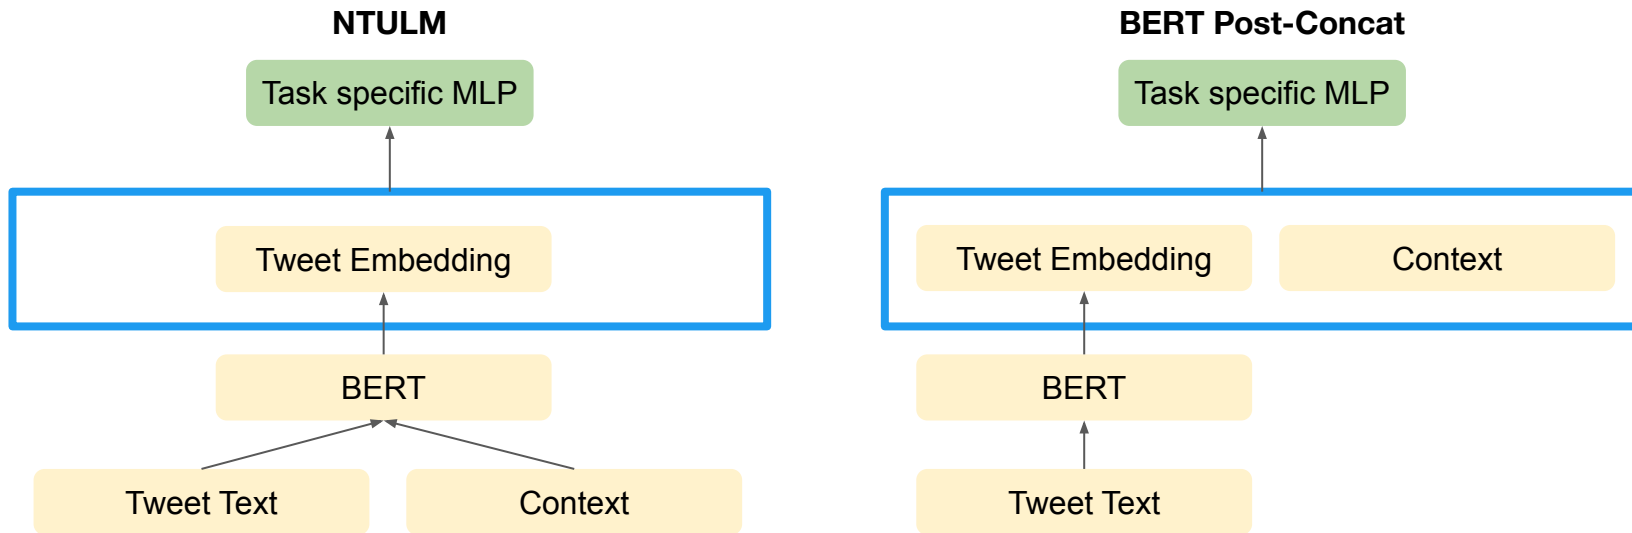 NTULM
Task specific MLP
Tweet Embedding
BERT
Tweet Text
Context
BERT Post-Concat
Task specific MLP
Tweet Embedding
Context
BERT
Tweet Text